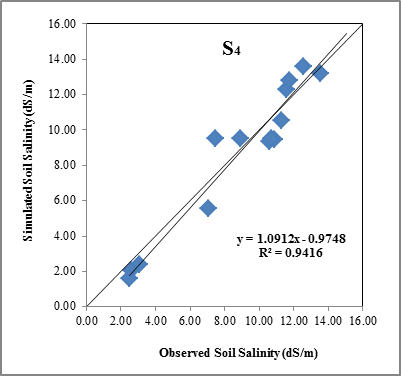 S4
Simulated Soil Salinity (dS/m)
16.00
14.00
12.00
10.00
8.00
6.00
4.00
2.00
0.00
y = 1.0912x - 0.9748
R² = 0.9416
0.00 2.00 4.00 6.00 8.00 10.00 12.00 14.00 16.00
Observed Soil Salinity (dS/m)